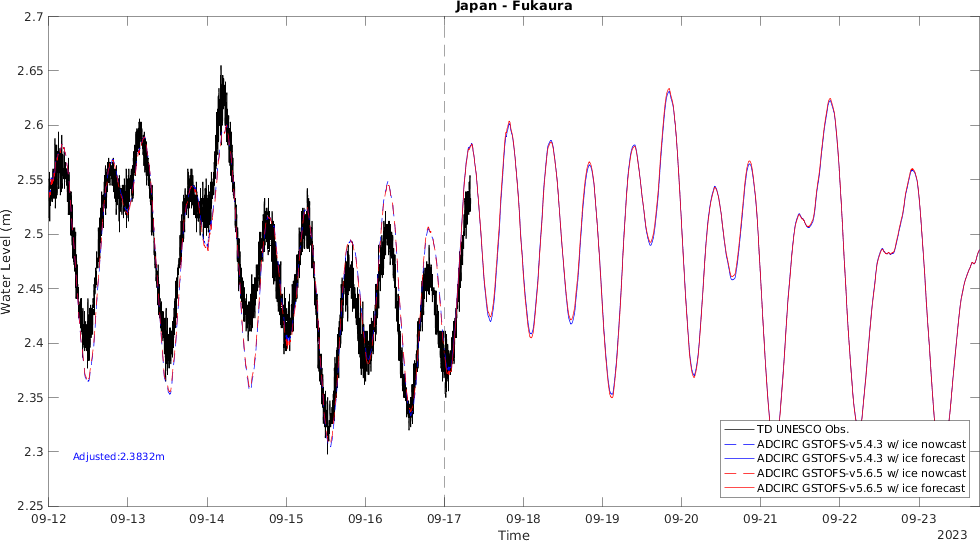 Japan - Fukaura
2.7
2.65
2.6
2.55
2.5
2.45
2.4
2.35
2.3
2.25
Water Level (m)
Adjusted:2.3832m
TD UNESCO Obs.
ADCIRC GSTOFS-v5.4.3 w/ ice nowcast
ADCIRC GSTOFS-v5.4.3 w/ ice forecast
ADCIRC GSTOFS-v5.6.5 w/ ice nowcast
ADCIRC GSTOFS-v5.6.5 w/ ice forecast
09-12 09-13 09-14 09-15 09-16 09-17 09-18 09-19 09-20 09-21 09-22 09-23
Time
2023